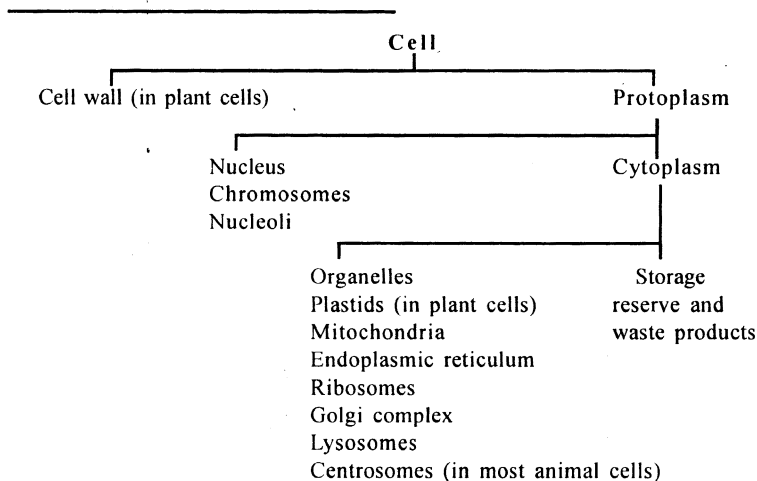 Cell
Cell wall (in plant cells) Protoplasm
Nucleus Cytoplasm
Chromosomes
Nucleoli
Organelles Storage
Plastids (in plant cells) reserve and
Mitochondria waste products
Endoplasmic reticulum
Ribosomes
Golgi complex
Lysosomes
Centrosomes (in most animal cells)